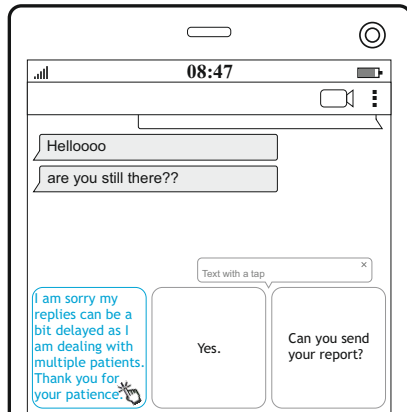 08:47
Helloooo
are you still there??
Text with a tap
×
I am sorry my
replies can be a
bit delayed as I
am dealing with
multiple patients.
Thank you for
your patience.
Yes.
Can you send
your report?